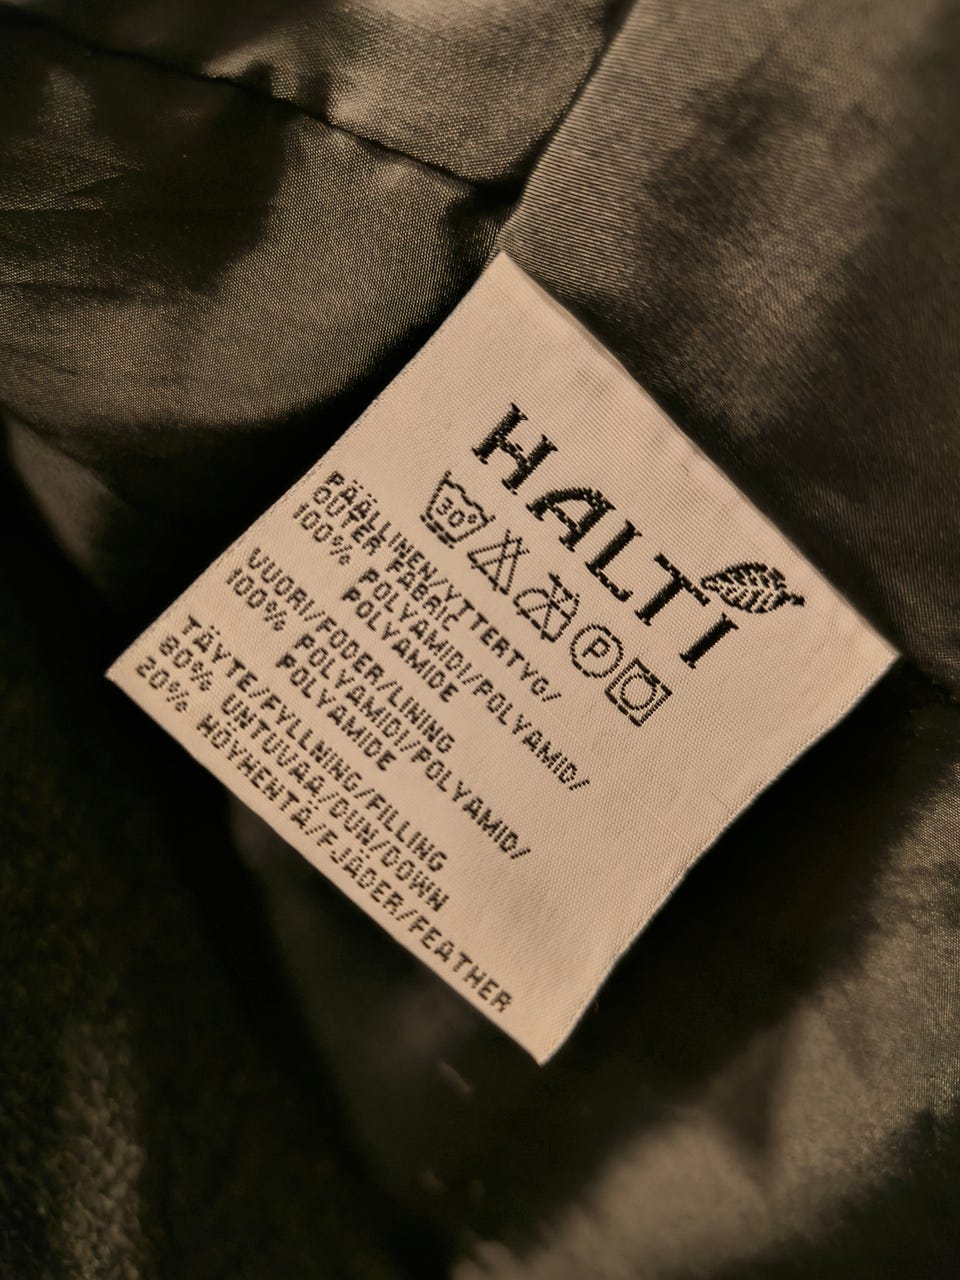 HALTI
30° P
PÄÄLLINEN/YTTERTYG/
OUTER FABRIC
100% POLYAMIDI/POLYAMID/
POLYAMIDE
VUORI/FODER/LINING
100% POLYAMIDI/POLYAMID/
POLYAMIDE
TÄYTE/FYLLNING/FILLING
80% UNTUVAA/DUN/DOWN
20% HÖYHENTÄ/FJÄDER/FEATHER